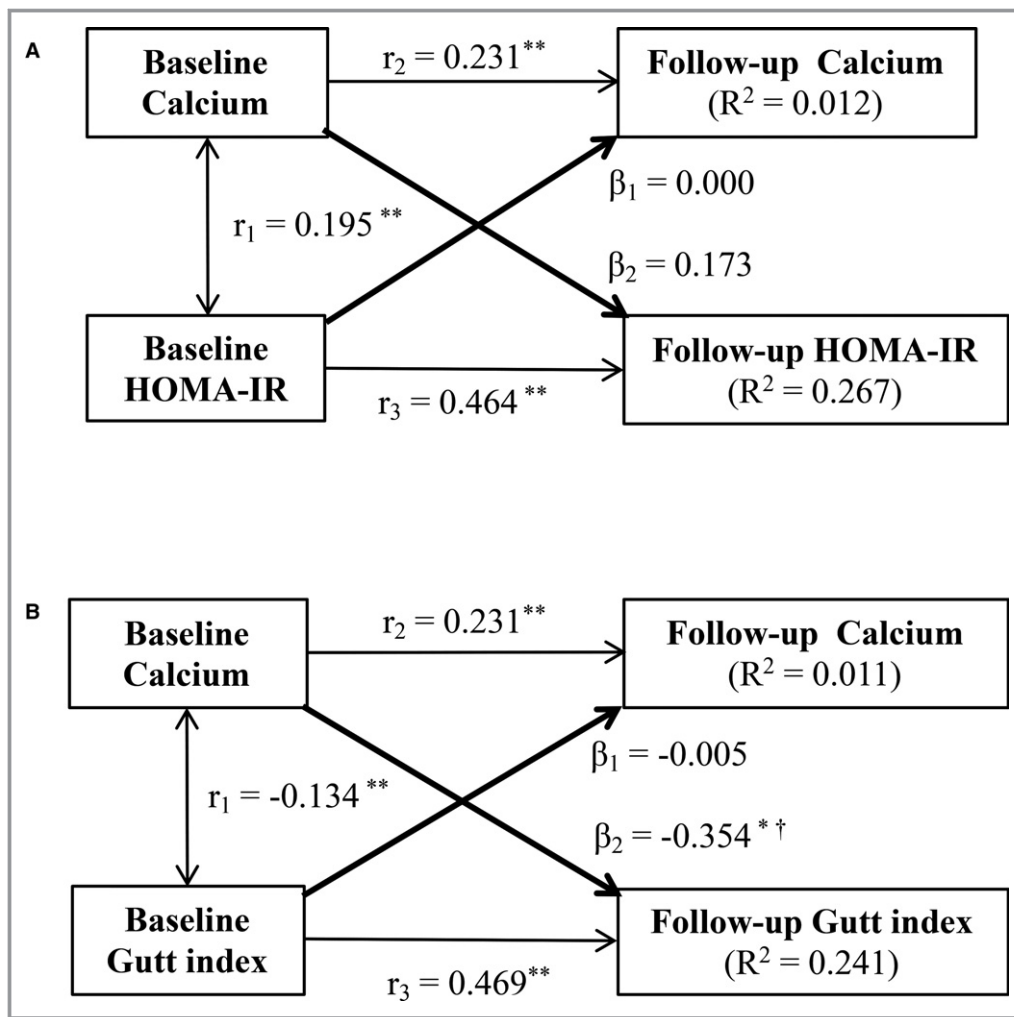 A
Baseline
Calcium
r₂ = 0.231**
Follow-up Calcium
(R² = 0.012)
r₁ = 0.195 **
β₁ = 0.000
β₂ = 0.173
Baseline
HOMA-IR
r₃ = 0.464 **
Follow-up HOMA-IR
(R² = 0.267)
B
Baseline
Calcium
r₂ = 0.231**
Follow-up Calcium
(R² = 0.011)
r₁ = -0.134 **
β₁ = -0.005
β₂ = -0.354 * †
Baseline
Gutt index
r₃ = 0.469**
Follow-up Gutt index
(R² = 0.241)